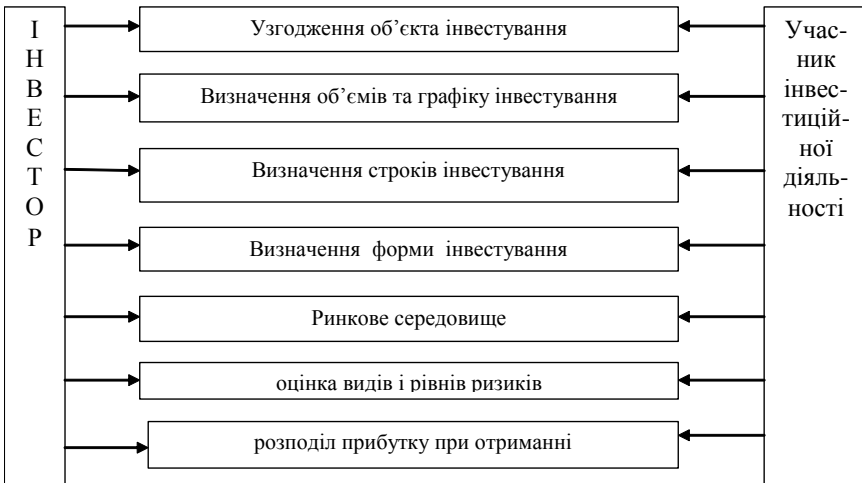 І
Н
В
Е
С
Т
О
Р
Узгодження об’єкта інвестування
Визначення об’ємів та графіку інвестування
Визначення строків інвестування
Визначення форми інвестування
Ринкове середовище
оцінка видів і рівнів ризиків
розподіл прибутку при отриманні
Учас-
ник
інвес-
тицій-
ної
діяль-
ності